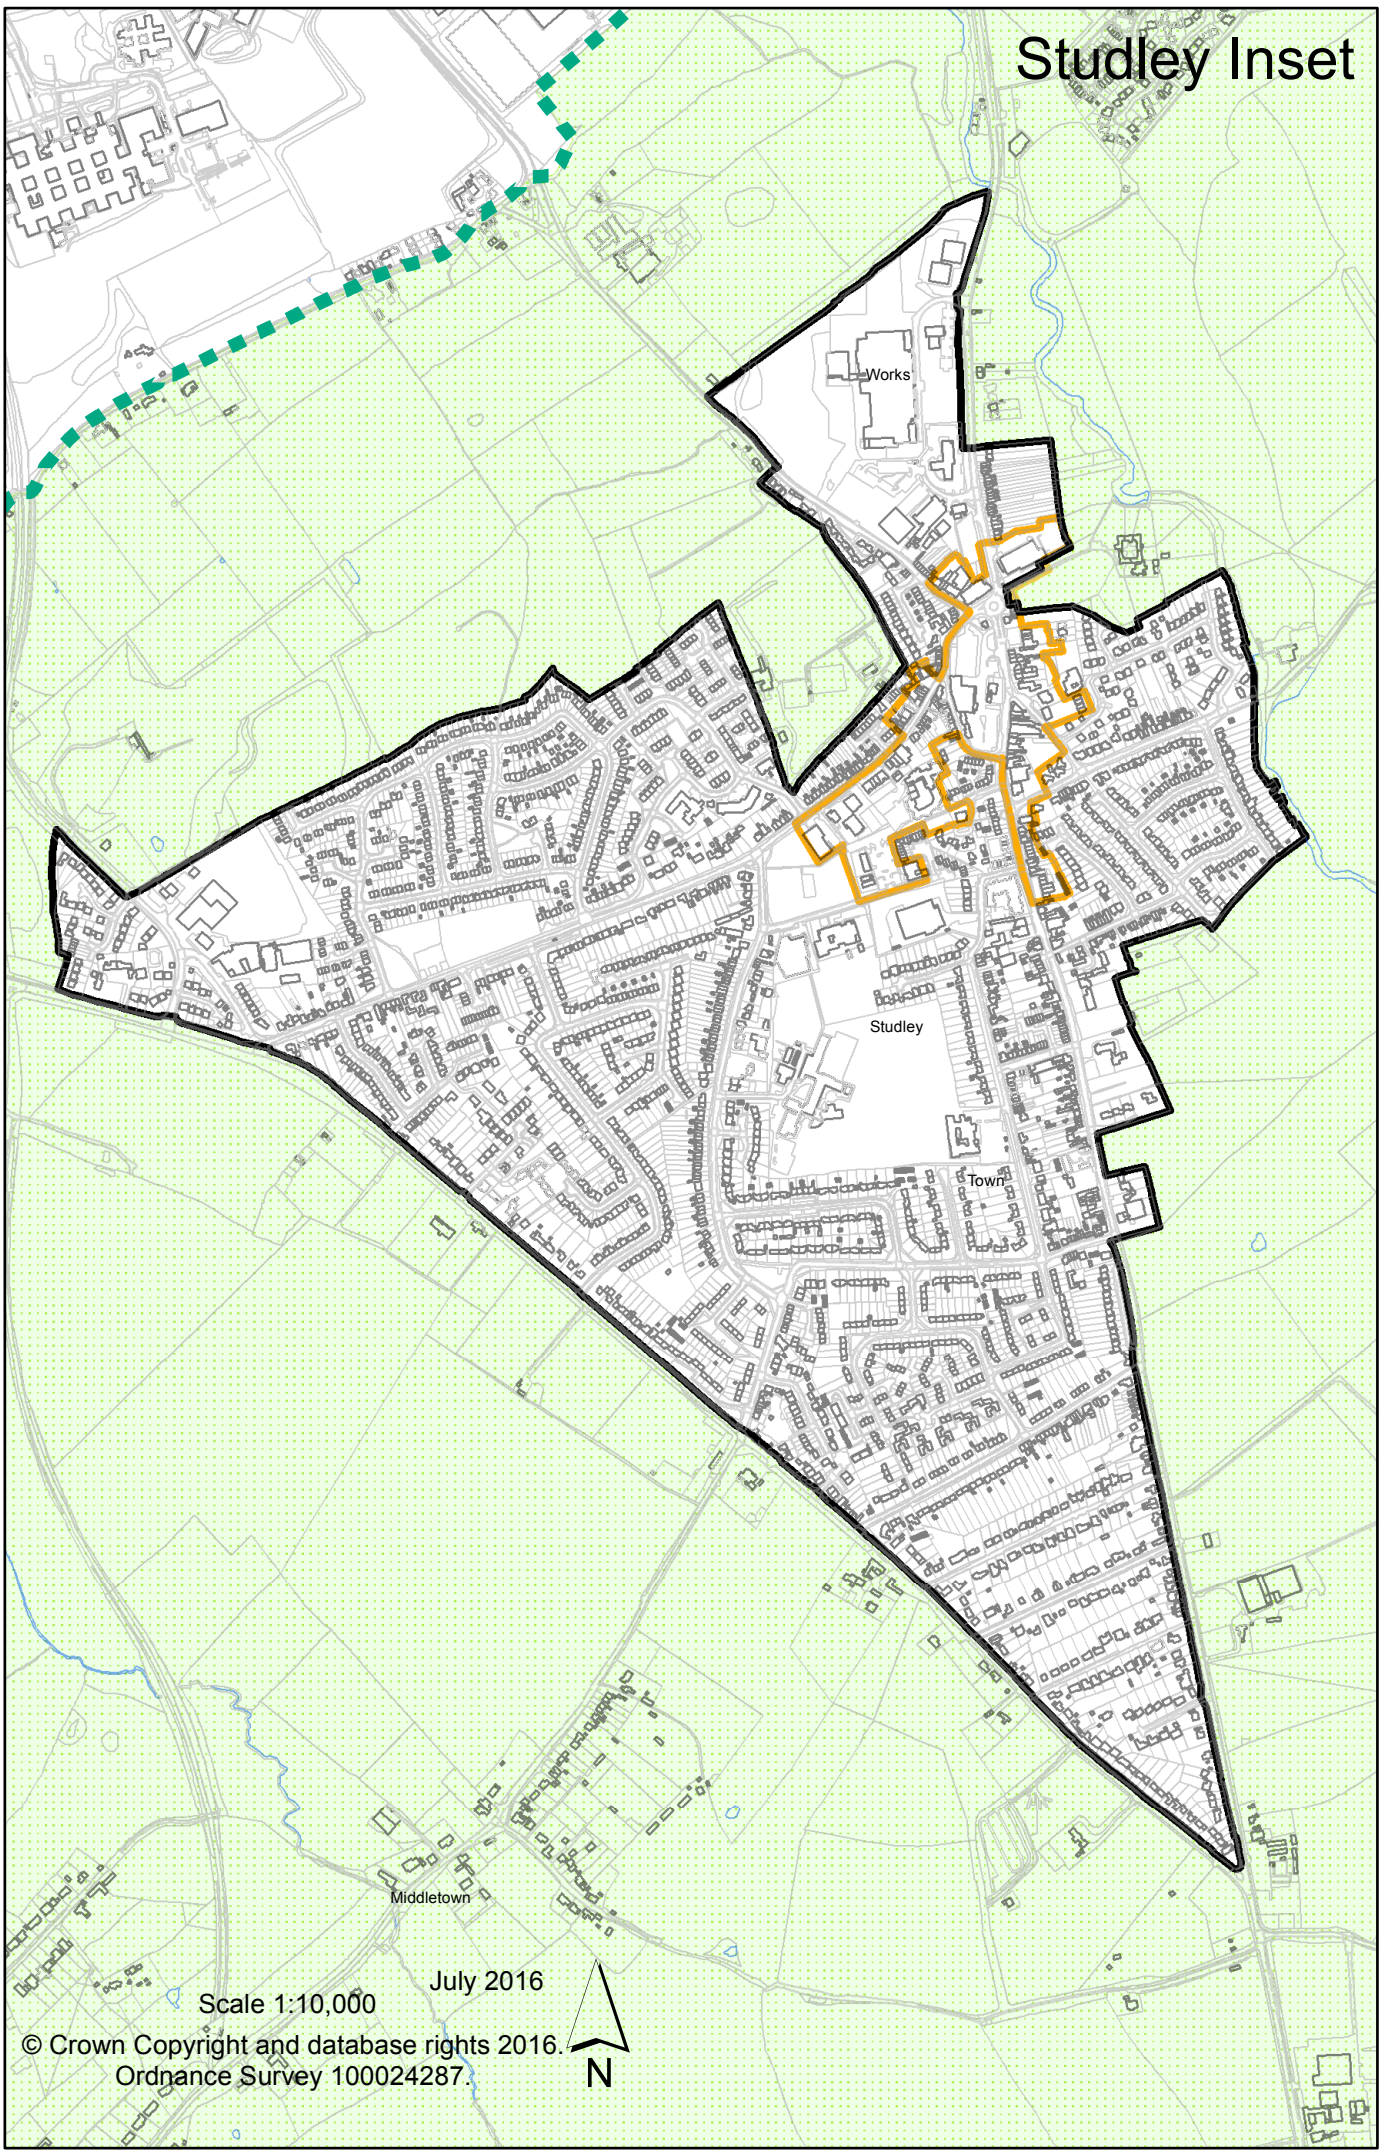 Studley Inset
Works
Studley
Town
Middletown
July 2016
Scale 1:10,000
© Crown Copyright and database rights 2016.
Ordnance Survey 100024287.
N